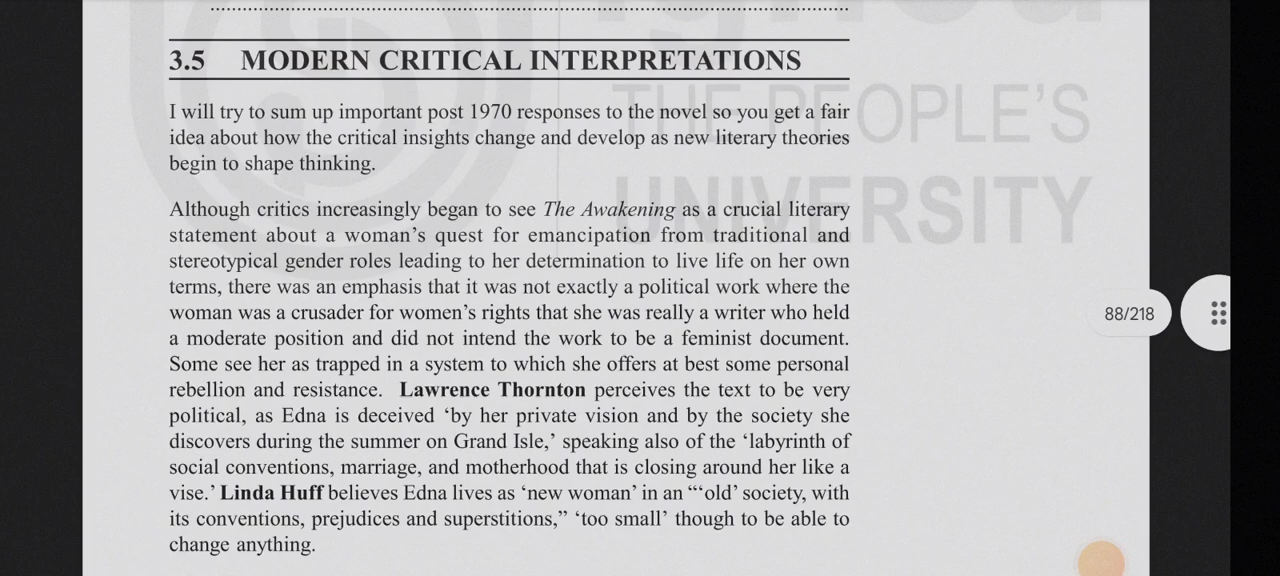 3.5 MODERN CRITICAL INTERPRETATIONS
I will try to sum up important post 1970 responses to the novel so you get a fair
idea about how the critical insights change and develop as new literary theories
begin to shape thinking.
Although critics increasingly began to see The Awakening as a crucial literary
statement about a woman’s quest for emancipation from traditional and
stereotypical gender roles leading to her determination to live life on her own
terms, there was an emphasis that it was not exactly a political work where the
woman was a crusader for women’s rights that she was really a writer who held
a moderate position and did not intend the work to be a feminist document.
Some see her as trapped in a system to which she offers at best some personal
rebellion and resistance. Lawrence Thornton perceives the text to be very
political, as Edna is deceived ‘by her private vision and by the society she
discovers during the summer on Grand Isle,’ speaking also of the ‘labyrinth of
social conventions, marriage, and motherhood that is closing around her like a
vise.’ Linda Huff believes Edna lives as ‘new woman’ in an “‘old’ society, with
its conventions, prejudices and superstitions,” ‘too small’ though to be able to
change anything.
THE PEOPLE’S
UNIVERSITY
88/218